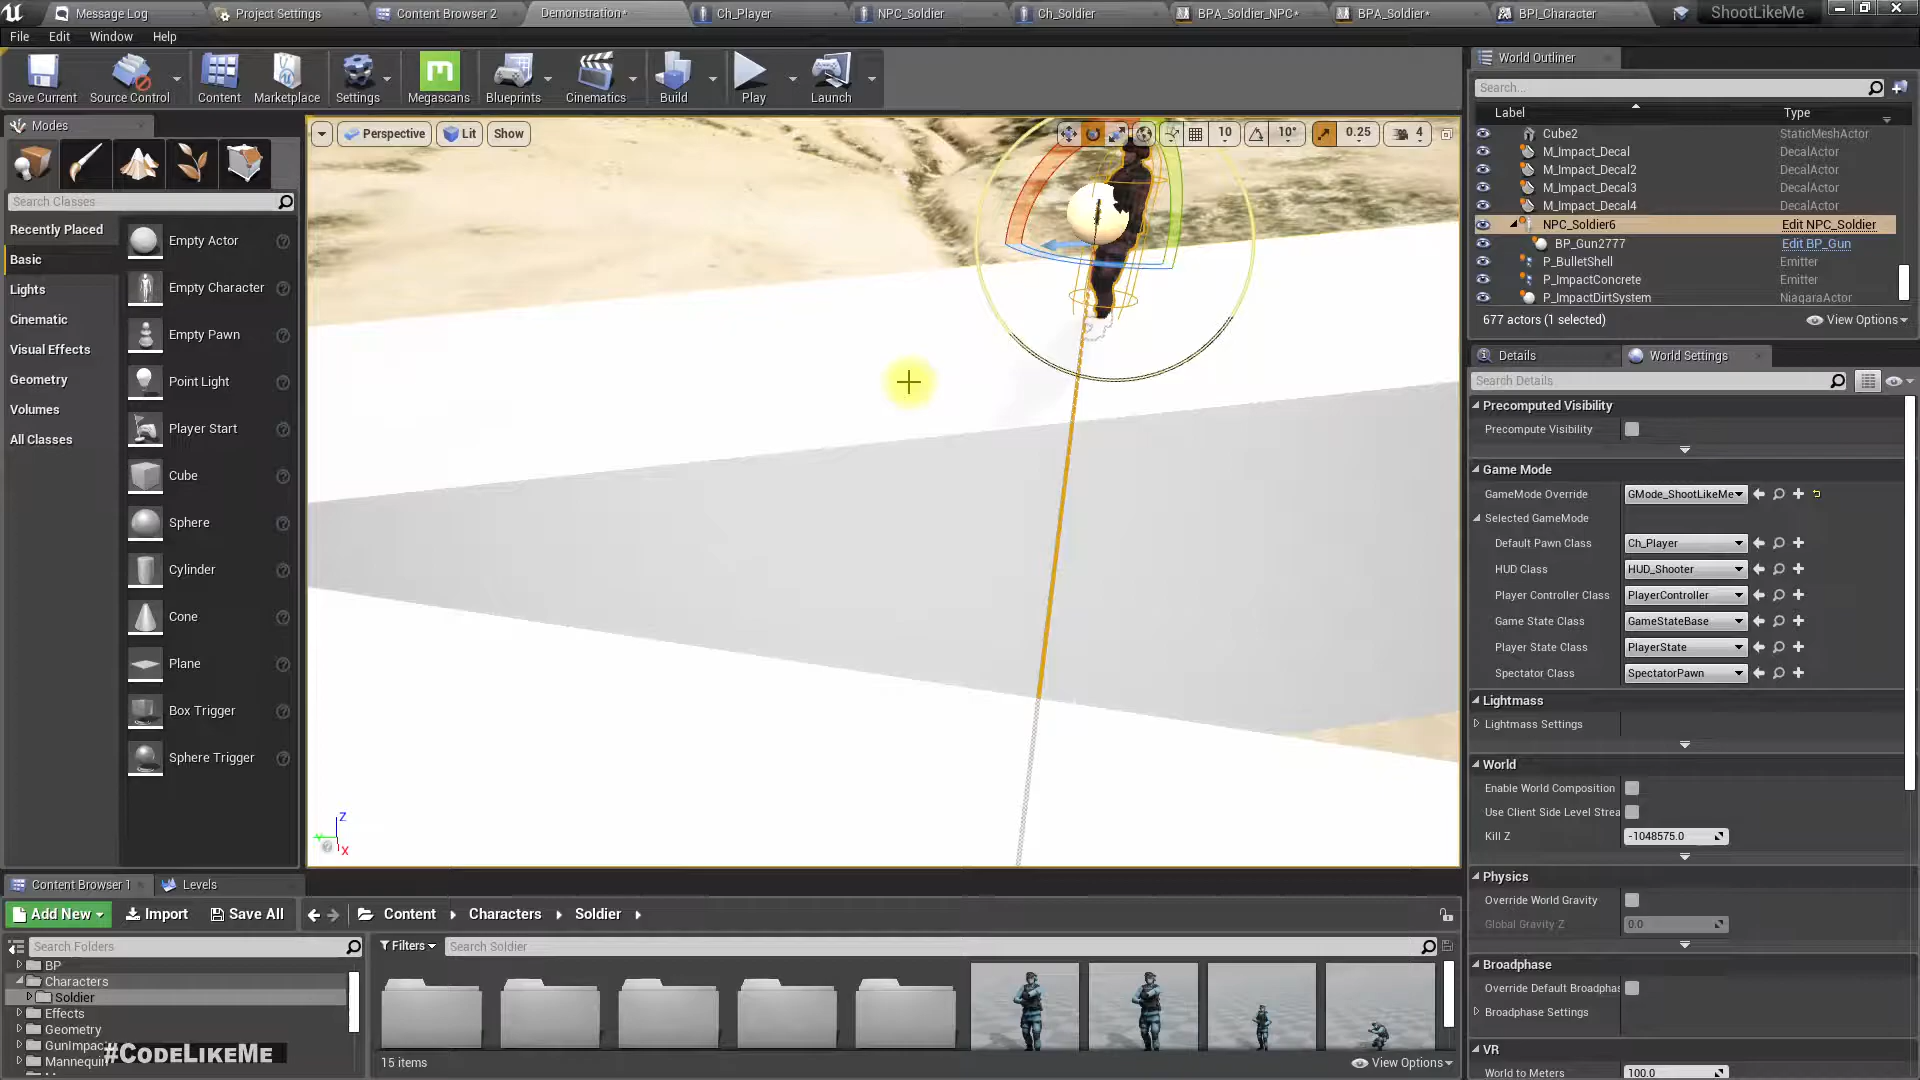 Message Log
Project Settings
Content Browser 2
Demonstration*
Ch_Player
NPC_Soldier
Ch_Soldier
BPA_Soldier_NPC*
BPA_Soldier*
BPI_Character
ShootLikeMe
File Edit Window Help
Save Current
Source Control
Content
Marketplace
Settings
Megascans
Blueprints
Cinematics
Build
Play
Launch
Modes
Search Classes
Recently Placed
Basic
Lights
Cinematic
Visual Effects
Geometry
Volumes
All Classes
Empty Actor
Empty Character
Empty Pawn
Point Light
Player Start
Cube
Sphere
Cylinder
Cone
Plane
Box Trigger
Sphere Trigger
Perspective
Lit
Show
10
10°
0.25
4
Z
X
World Outliner
Search...
Label Type
Cube2 StaticMeshActor
M_Impact_Decal DecalActor
M_Impact_Decal2 DecalActor
M_Impact_Decal3 DecalActor
M_Impact_Decal4 DecalActor
NPC_Soldier6 Edit NPC_Soldier
BP_Gun2777 Edit BP_Gun
P_BulletShell Emitter
P_ImpactConcrete Emitter
P_ImpactDirtSystem NiagaraActor
677 actors (1 selected)
View Options
Details
World Settings
Search Details
Precomputed Visibility
Precompute Visibility
Game Mode
GameMode Override GMode_ShootLikeMe
Selected GameMode
Default Pawn Class Ch_Player
HUD Class HUD_Shooter
Player Controller Class PlayerController
Game State Class GameStateBase
Player State Class PlayerState
Spectator Class SpectatorPawn
Lightmass
Lightmass Settings
World
Enable World Composition
Use Client Side Level Strea
Kill Z -1048575.0
Physics
Override World Gravity
Global Gravity Z 0.0
Broadphase
Override Default Broadphas
Broadphase Settings
VR
World to Meters 100.0
Content Browser 1
Levels
Add New
Import
Save All
Content
Characters
Soldier
Search Folders
Filters
Search Soldier
BP
Characters
Soldier
Effects
Geometry
GunImpac
Mannequin
#CODELIKEME
15 items
View Options